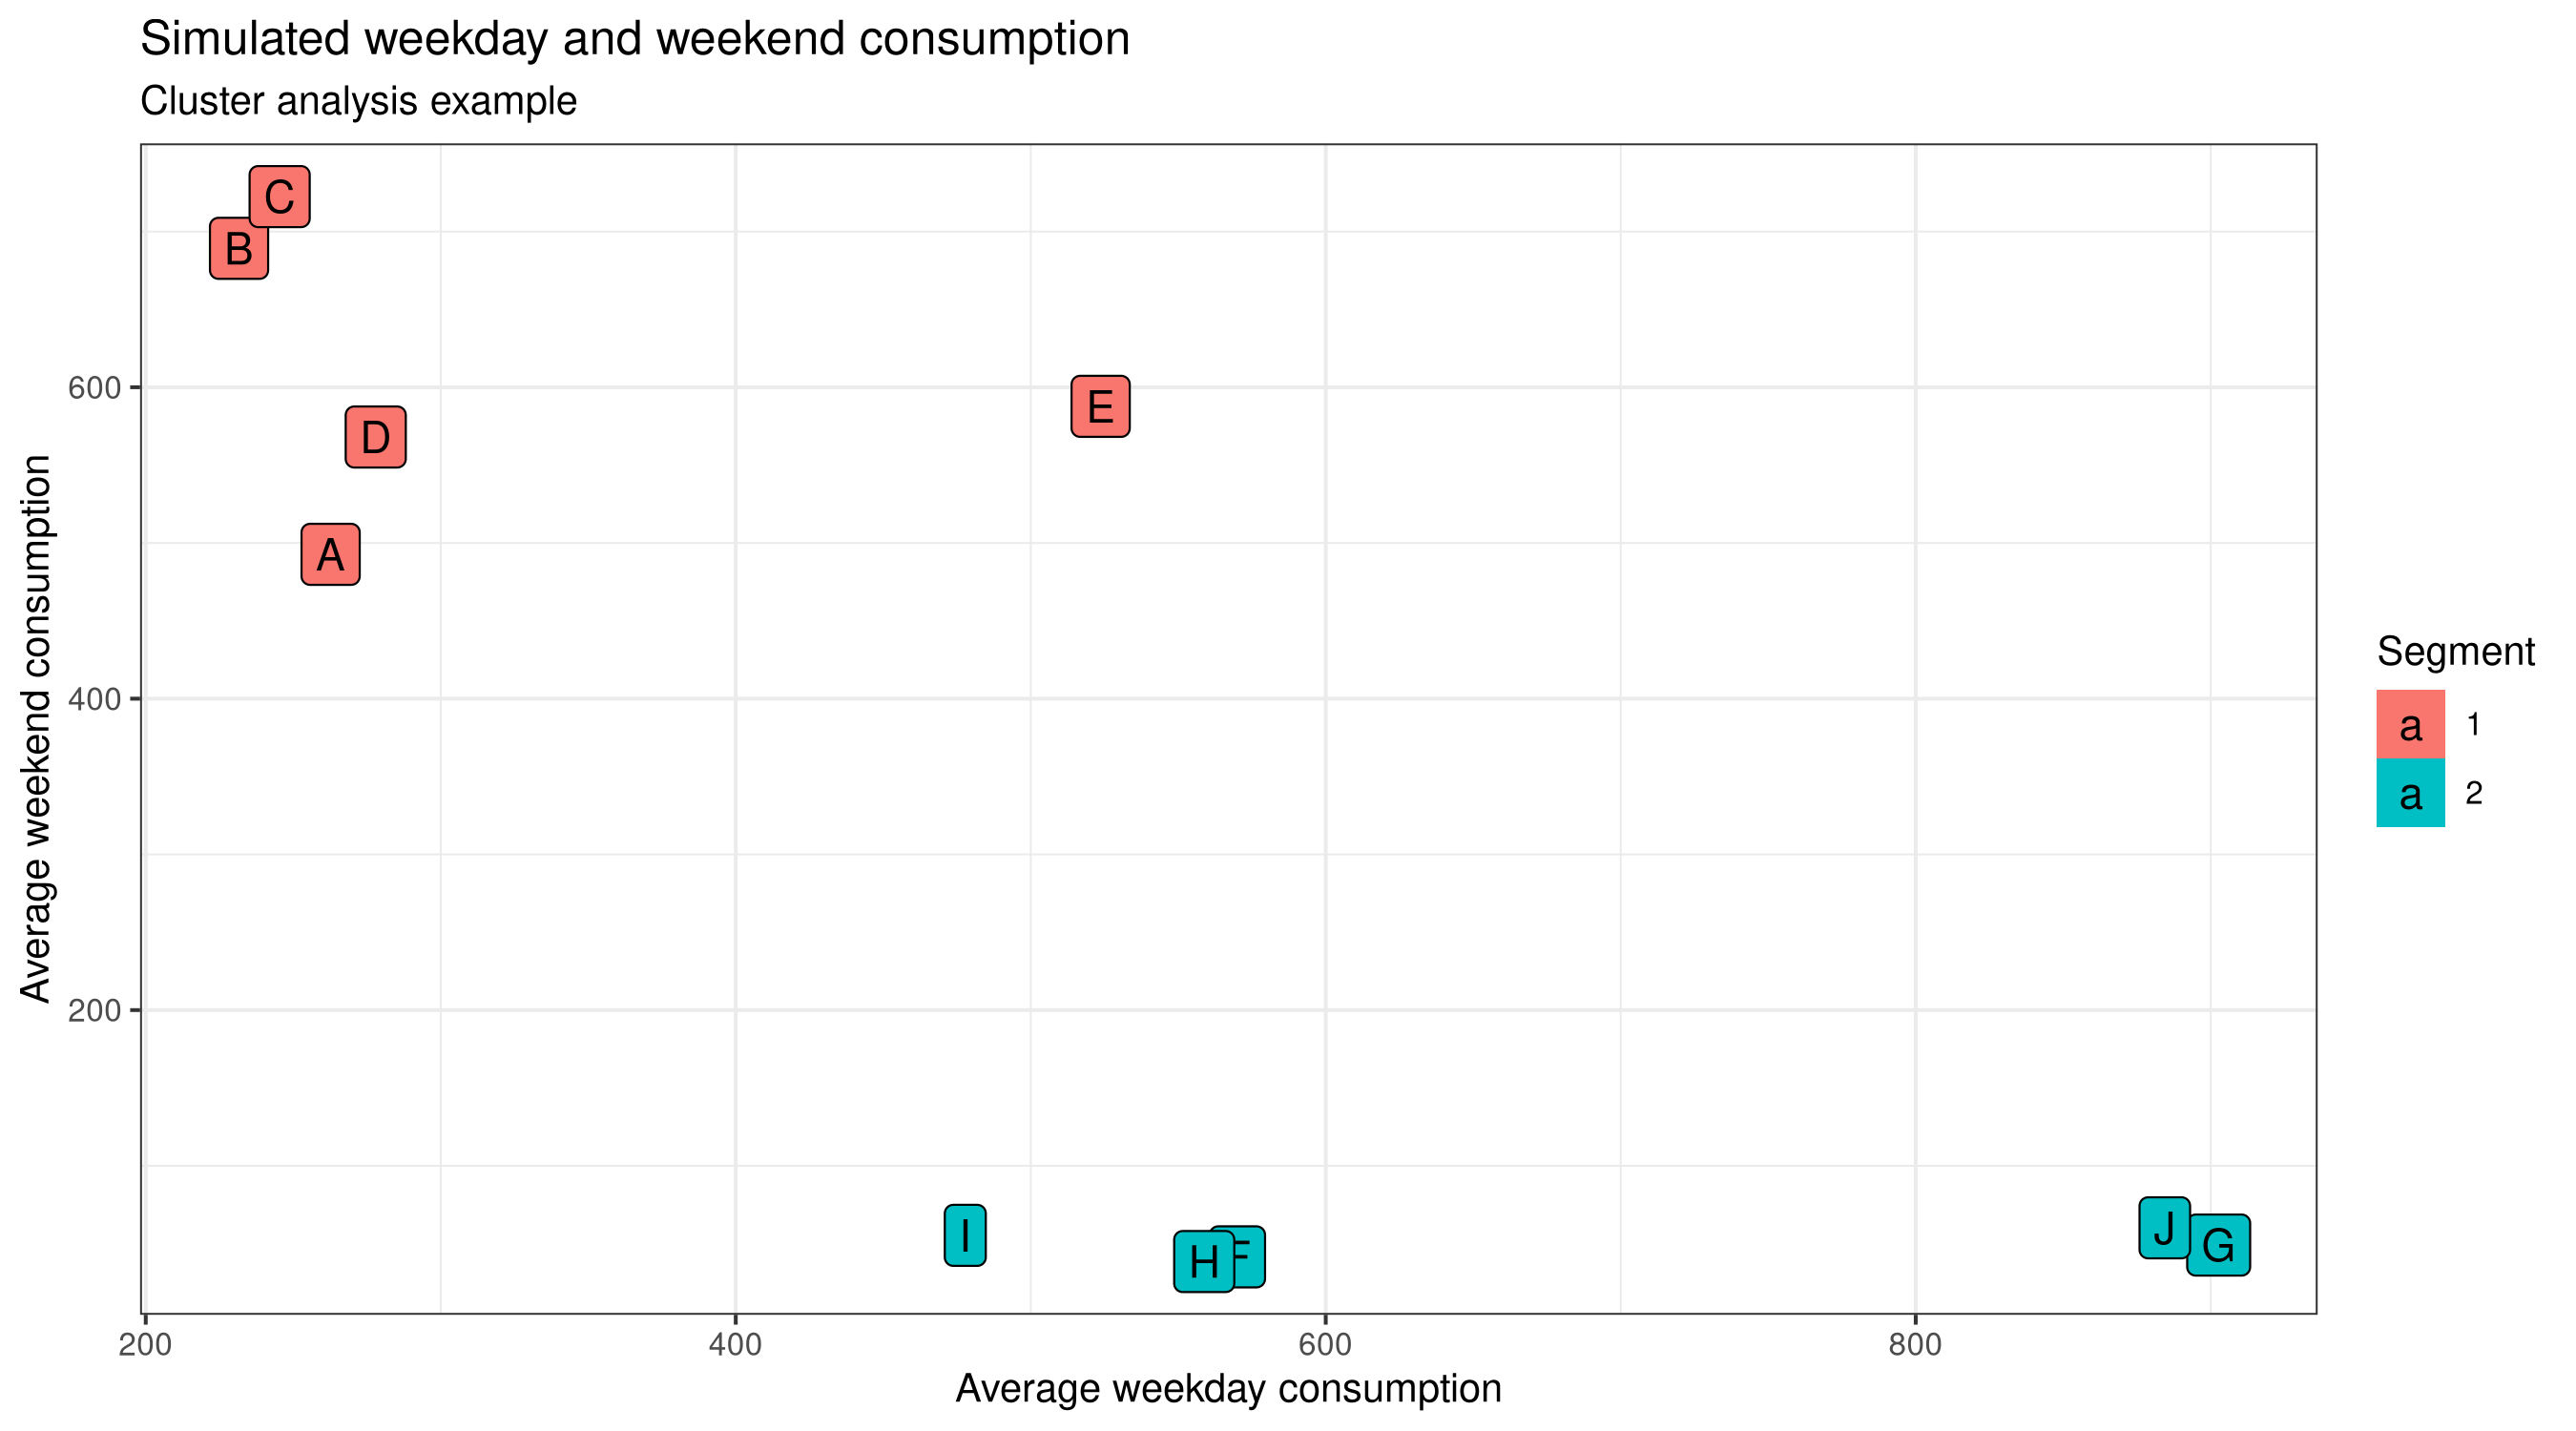 Simulated weekday and weekend consumption
Cluster analysis example
Average weekend consumption
600
400
200
C
B
E
D
A
I
H
F
J
G
200
400
600
800
Average weekday consumption
Segment
a 1
a 2